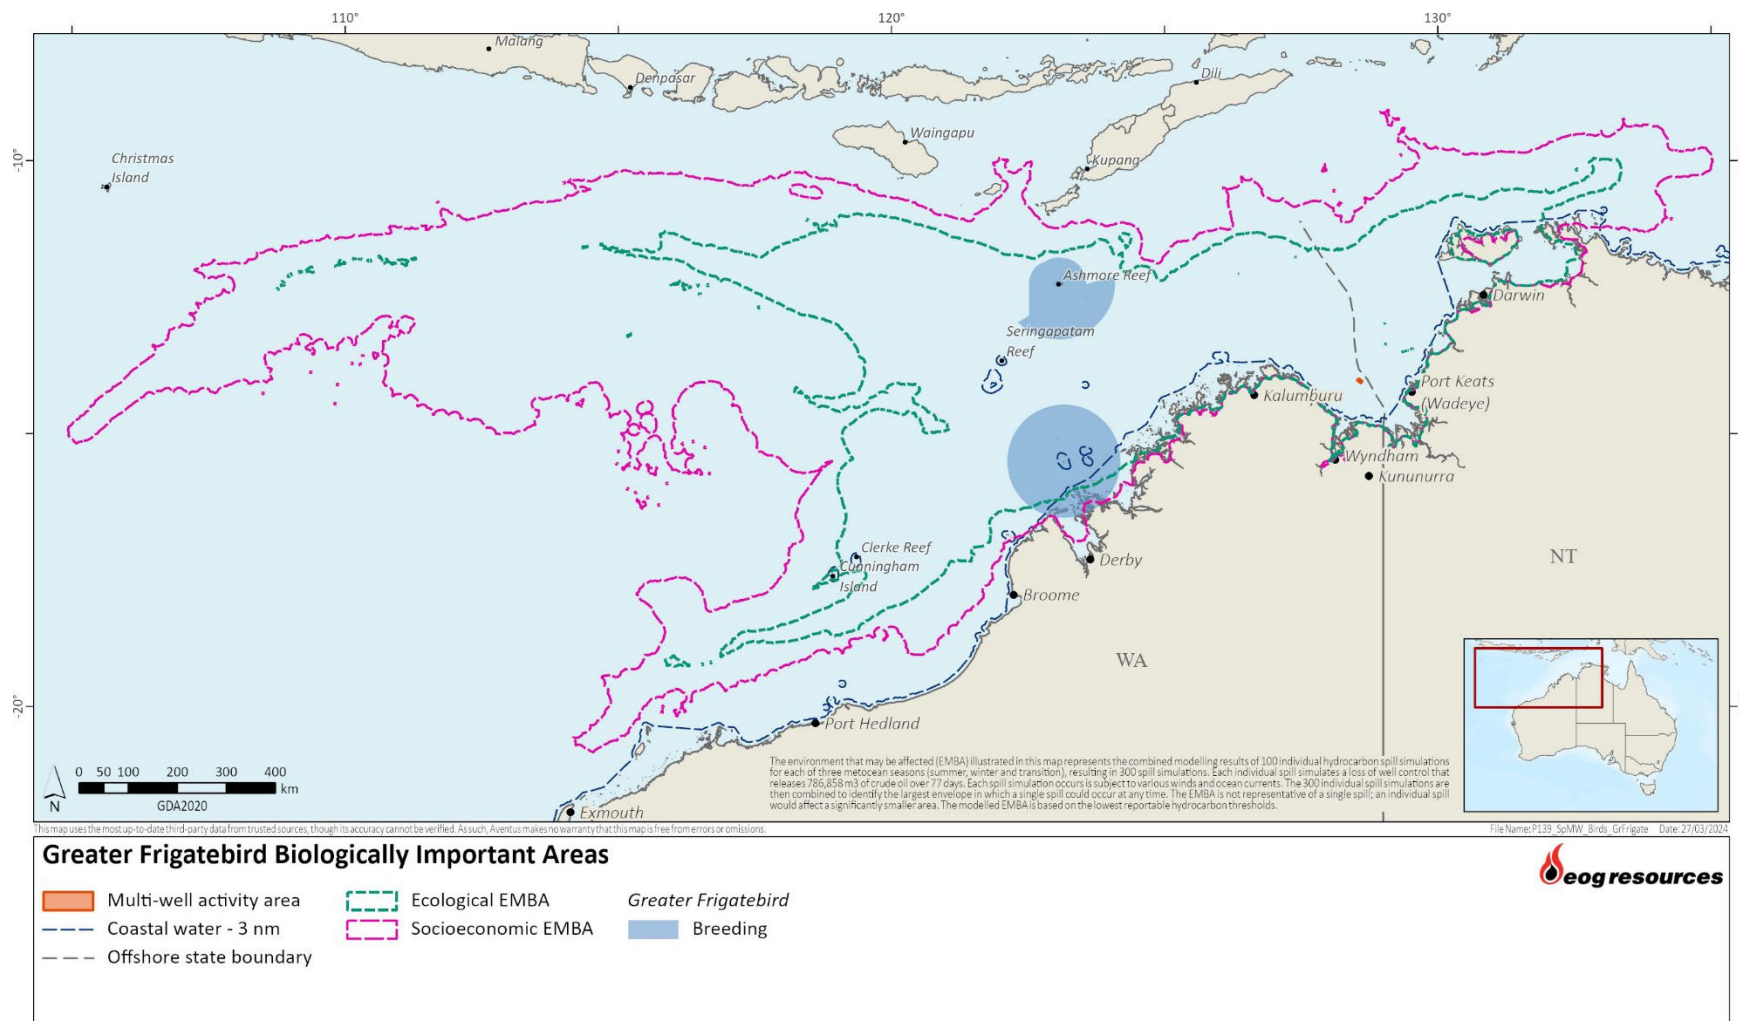 110°
120°
130°
-10°
-20°
Malang
Denpasar
Dili
Waingapu
Kupang
Christmas
Island
Ashmore Reef
Seringapatam
Reef
Darwin
Port Keats
(Wadeye)
Kalumburu
Wyndham
Kununurra
Clerke Reef
Cunningham
Island
Derby
Broome
NT
WA
Port Hedland
Exmouth
N
0 50 100 200 300 400
km
GDA2020
The environment that may be affected (EMBA) illustrated in this map represents the combined modelling results of 100 individual hydrocarbon spill simulations
for each of three metocean seasons (summer, winter and transition), resulting in 300 spill simulations. Each individual spill simulates a loss of well control that
releases 786,858 m3 of crude oil over 77 days. Each spill simulation occurs is subject to various winds and ocean currents. The 300 individual spill simulations are
then combined to identify the largest envelope in which a single spill could occur at any time. The EMBA is not representative of a single spill; an individual spill
would affect a significantly smaller area. The modelled EMBA is based on the lowest reportable hydrocarbon thresholds.
This map uses the most up-to-date third-party data from trusted sources, though its accuracy cannot be verified. As such, Aventus makes no warranty that this map is free from errors or omissions.
File Name: P139_SpMW_Birds_GrFrigate Date: 27/03/2024
Greater Frigatebird Biologically Important Areas
Multi-well activity area
Coastal water - 3 nm
Offshore state boundary
Ecological EMBA
Socioeconomic EMBA
Greater Frigatebird
Breeding
eog resources